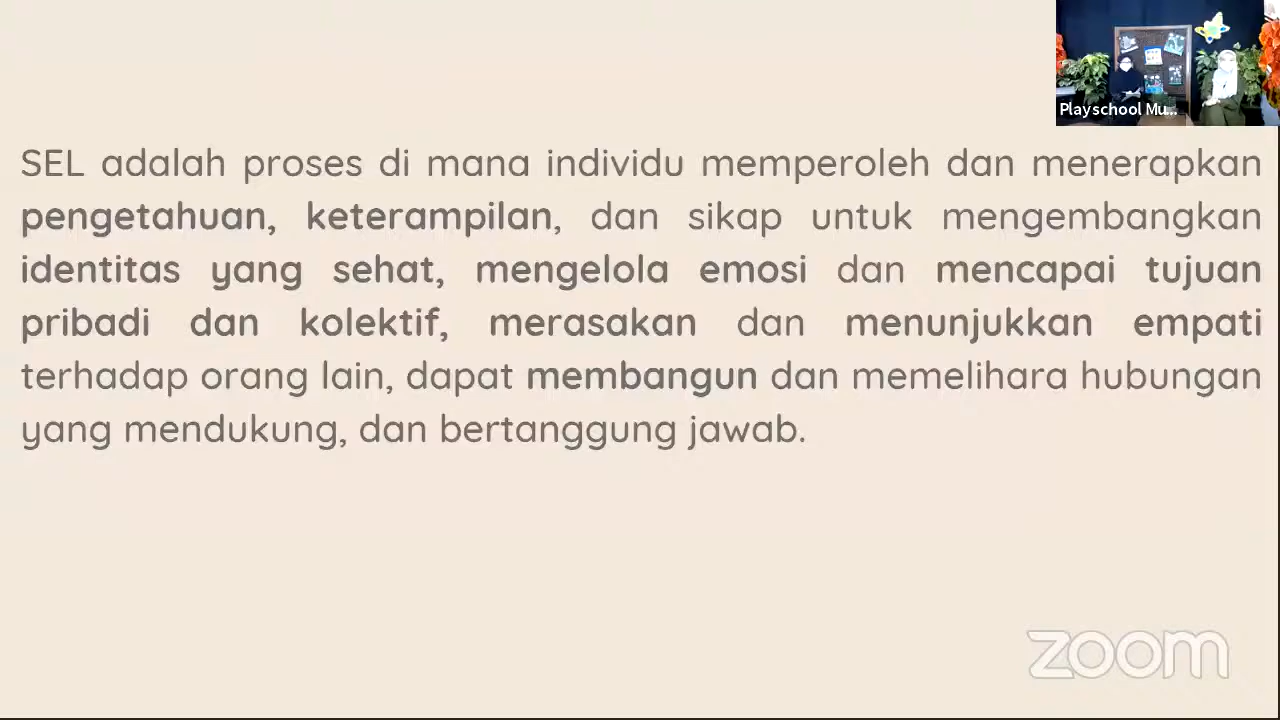 Playschool Mu...
SEL adalah proses di mana individu memperoleh dan menerapkan
pengetahuan, keterampilan, dan sikap untuk mengembangkan
identitas yang sehat, mengelola emosi dan mencapai tujuan
pribadi dan kolektif, merasakan dan menunjukkan empati
terhadap orang lain, dapat membangun dan memelihara hubungan
yang mendukung, dan bertanggung jawab.
zoom